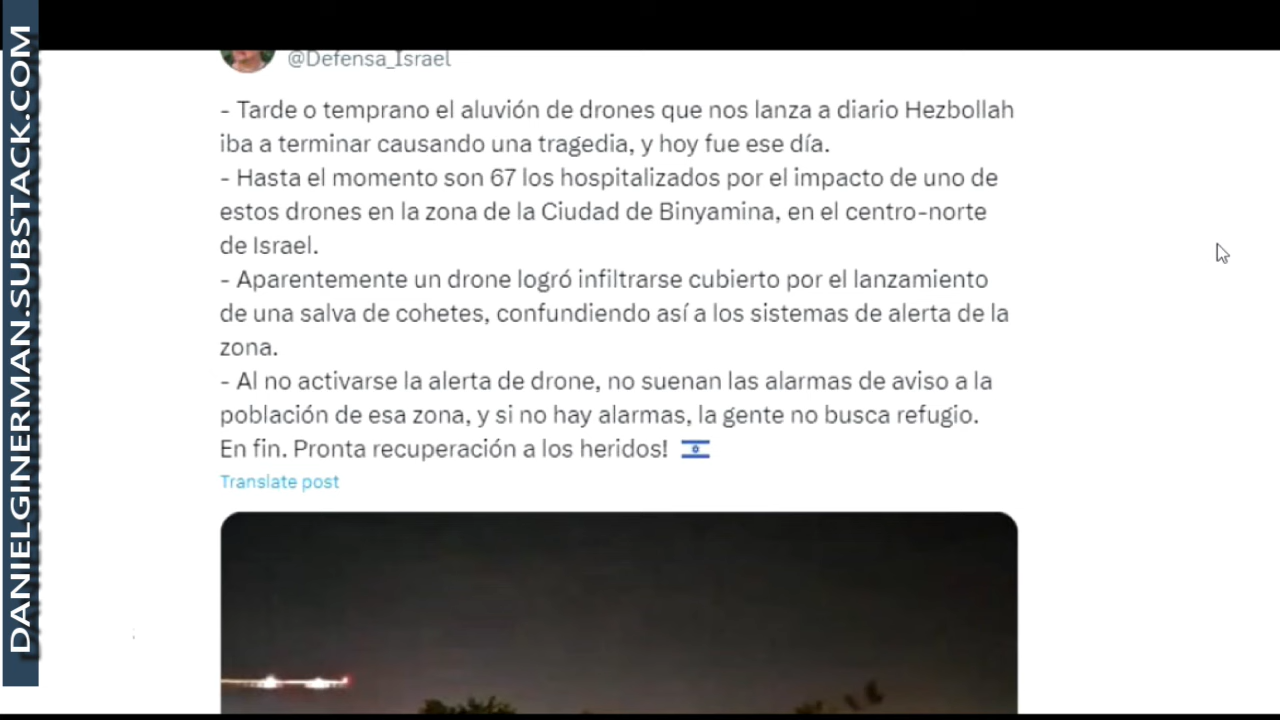 DANIELGINERMAN.SUBSTACK.COM
@Defensa_Israel
- Tarde o temprano el aluvión de drones que nos lanza a diario Hezbollah
iba a terminar causando una tragedia, y hoy fue ese día.
- Hasta el momento son 67 los hospitalizados por el impacto de uno de
estos drones en la zona de la Ciudad de Binyamina, en el centro-norte
de Israel.
- Aparentemente un drone logró infiltrarse cubierto por el lanzamiento
de una salva de cohetes, confundiendo así a los sistemas de alerta de la
zona.
- Al no activarse la alerta de drone, no suenan las alarmas de aviso a la
población de esa zona, y si no hay alarmas, la gente no busca refugio.
En fin. Pronta recuperación a los heridos! 🇮🇱
Translate post